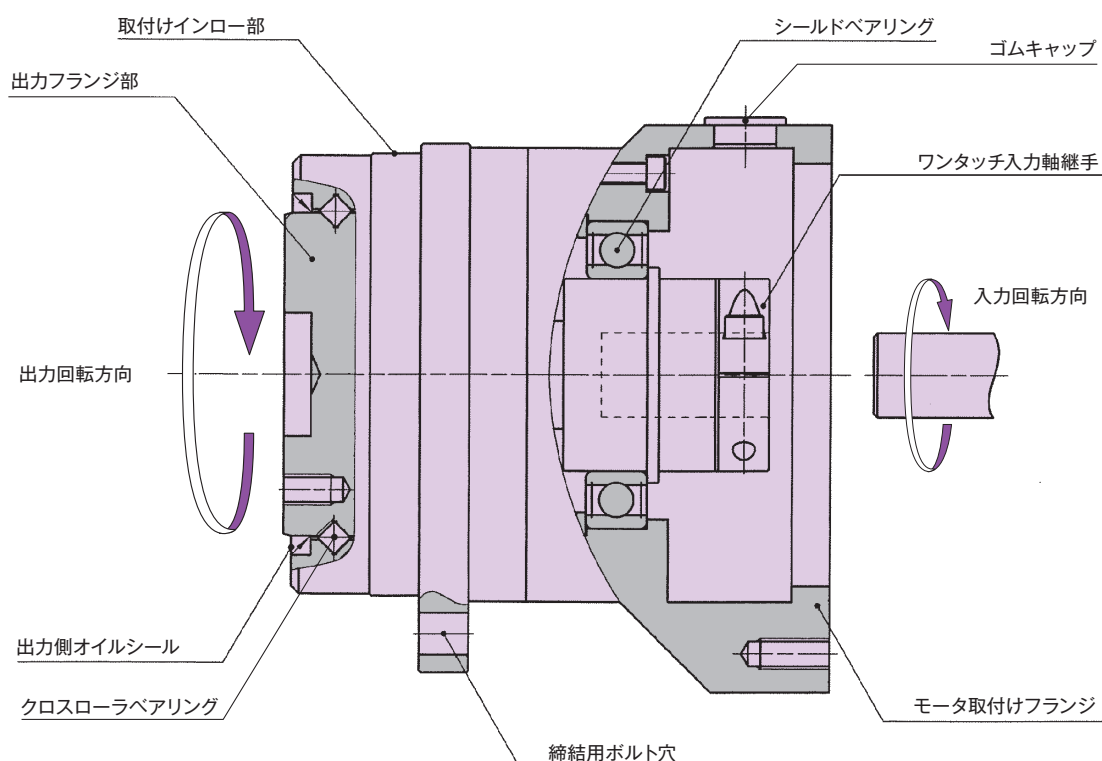 取付けインロー部
シールドベアリング
ゴムキャップ
出力フランジ部
ワンタッチ入力軸継手
入力回転方向
出力回転方向
出力側オイルシール
クロスローラベアリング
モータ取付けフランジ
締結用ボルト穴